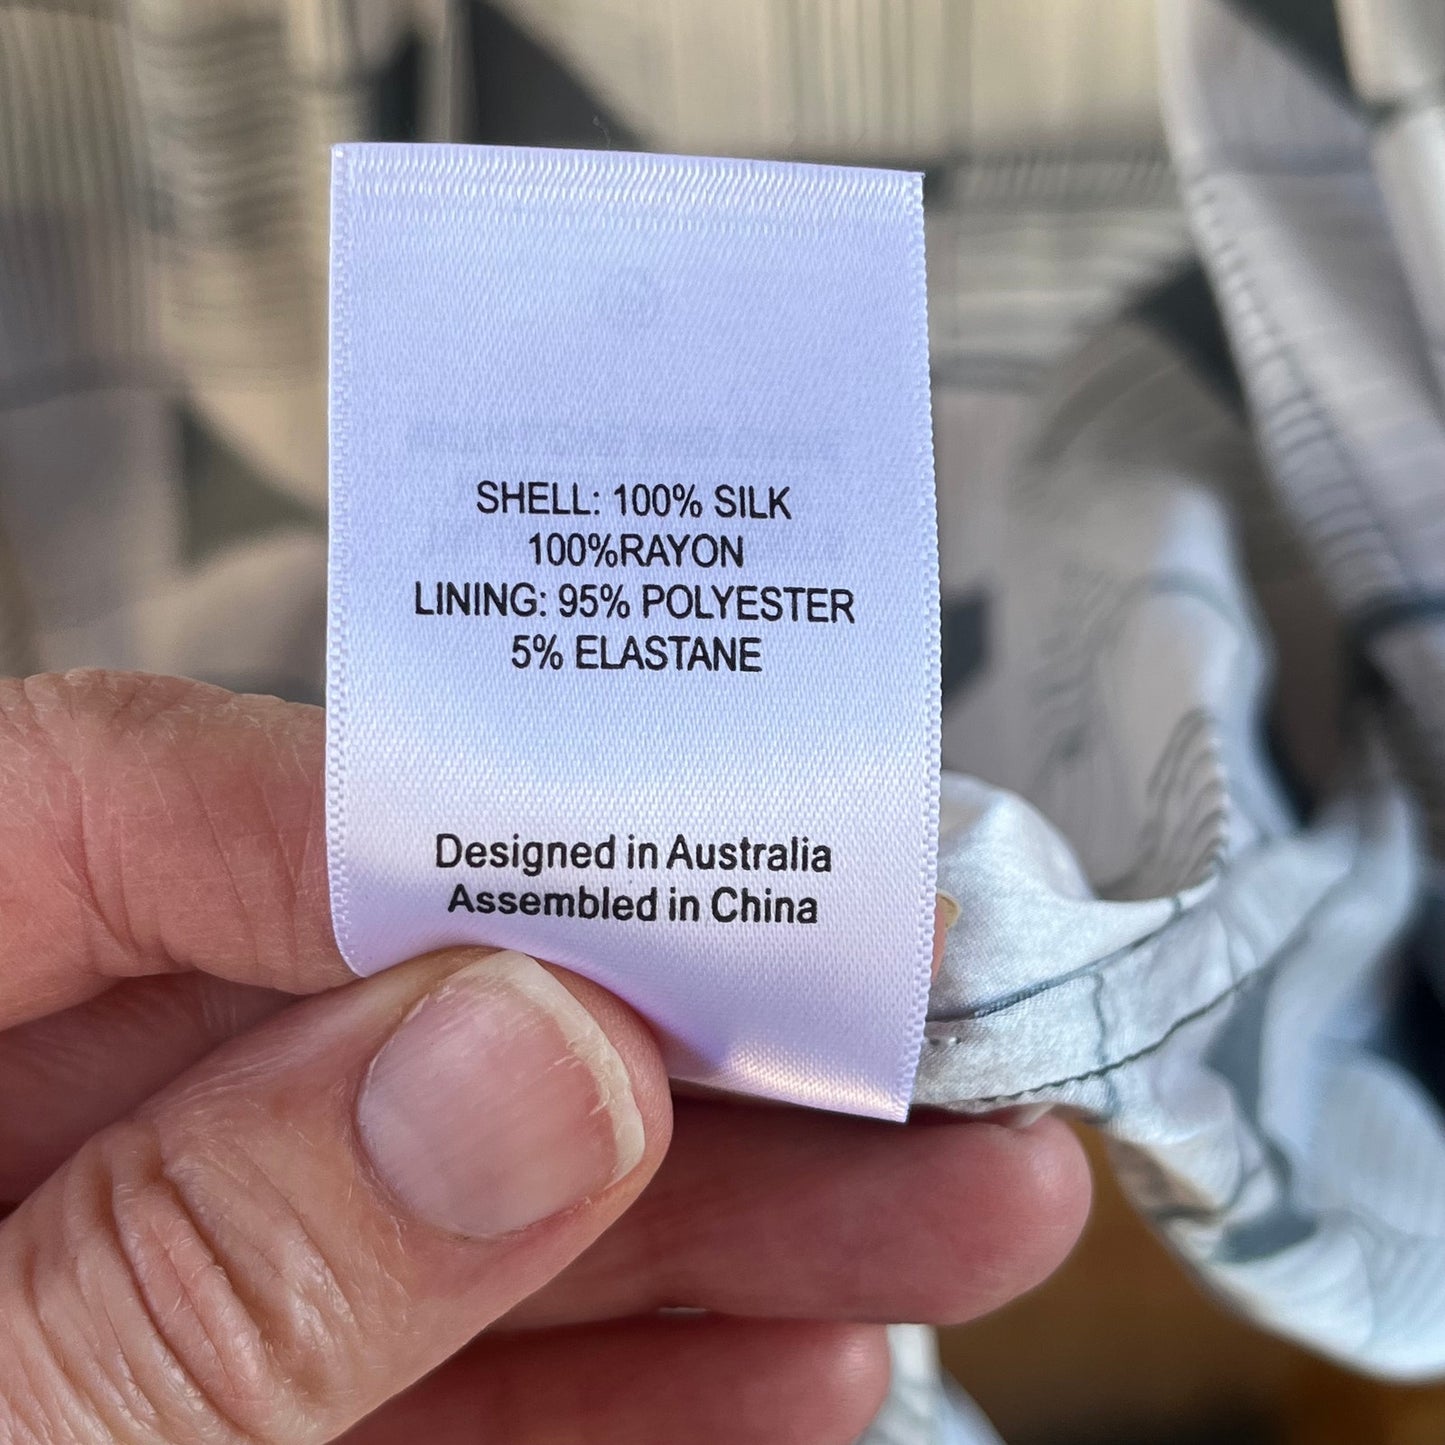 SHELL: 100% SILK
100%RAYON
LINING: 95% POLYESTER
5% ELASTANE
Designed in Australia
Assembled in China